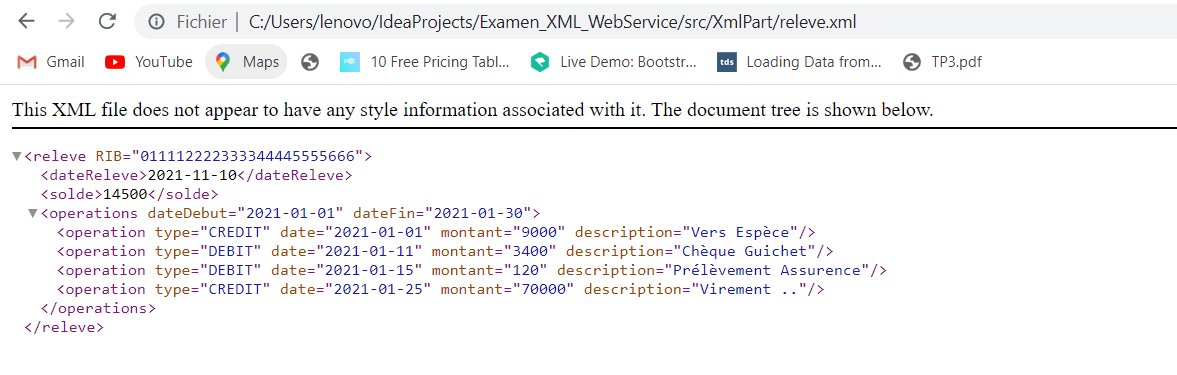 Fichier | C:/Users/lenovo/IdeaProjects/Examen_XML_WebService/src/XmlPart/releve.xml
Gmail YouTube Maps 10 Free Pricing Tabl... Live Demo: Bootstr... tds Loading Data from... TP3.pdf
This XML file does not appear to have any style information associated with it. The document tree is shown below.
▼<releve RIB="011112222333344445555666">
<dateReleve>2021-11-10</dateReleve>
<solde>14500</solde>
▼<operations dateDebut="2021-01-01" dateFin="2021-01-30">
<operation type="CREDIT" date="2021-01-01" montant="9000" description="Vers Espèce"/>
<operation type="DEBIT" date="2021-01-11" montant="3400" description="Chèque Guichet"/>
<operation type="DEBIT" date="2021-01-15" montant="120" description="Prélèvement Assurence"/>
<operation type="CREDIT" date="2021-01-25" montant="70000" description="Virement .."/>
</operations>
</releve>